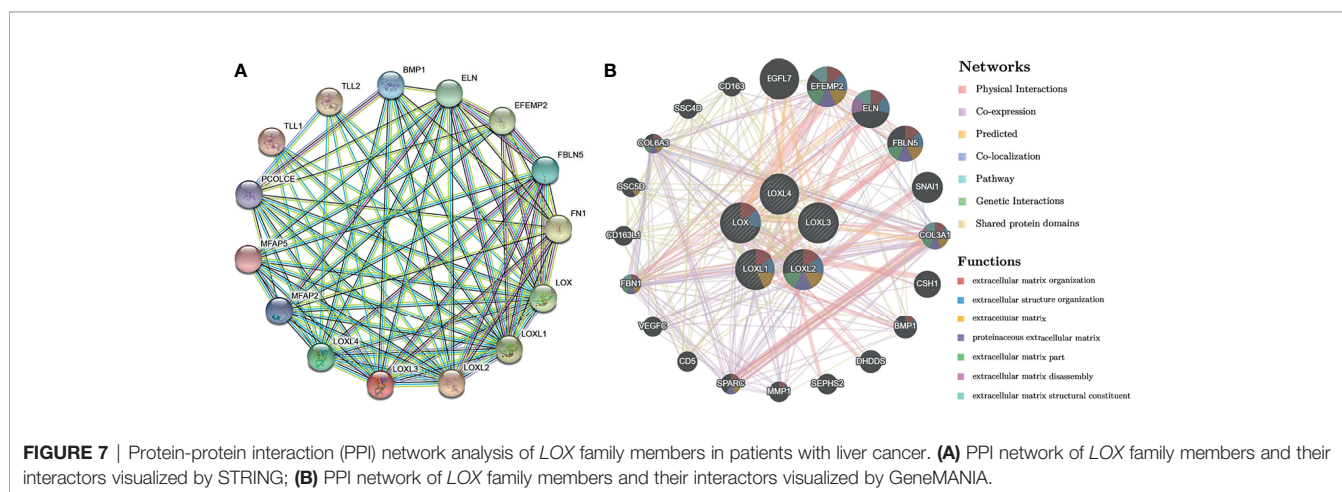 A
BMP1
ELN
TLL2
EFEMP2
TLL1
FBLN5
PCOLCE
FN1
MFAP5
LOX
MFAP2
LOXL1
LOXL4
LOXL3
LOXL2
B
EGFL7
CD163
EFEMP2
SSC4D
ELN
COL6A3
FBLN5
SSC5D
LOXL4
SNAI1
LOX
LOXL3
CD163L1
COL3A1
LOXL1
LOXL2
FBN1
CSH1
VEGFC
BMP1
CD5
DHDDS
SPARC
MMP1
SEPHS2
Networks
Physical Interactions
Co-expression
Predicted
Co-localization
Pathway
Genetic Interactions
Shared protein domains
Functions
extracellular matrix organization
extracellular structure organization
extracellular matrix
proteinaceous extracellular matrix
extracellular matrix part
extracellular matrix disassembly
extracellular matrix structural constituent
FIGURE 7 | Protein-protein interaction (PPI) network analysis of LOX family members in patients with liver cancer. (A) PPI network of LOX family members and their
interactors visualized by STRING; (B) PPI network of LOX family members and their interactors visualized by GeneMANIA.